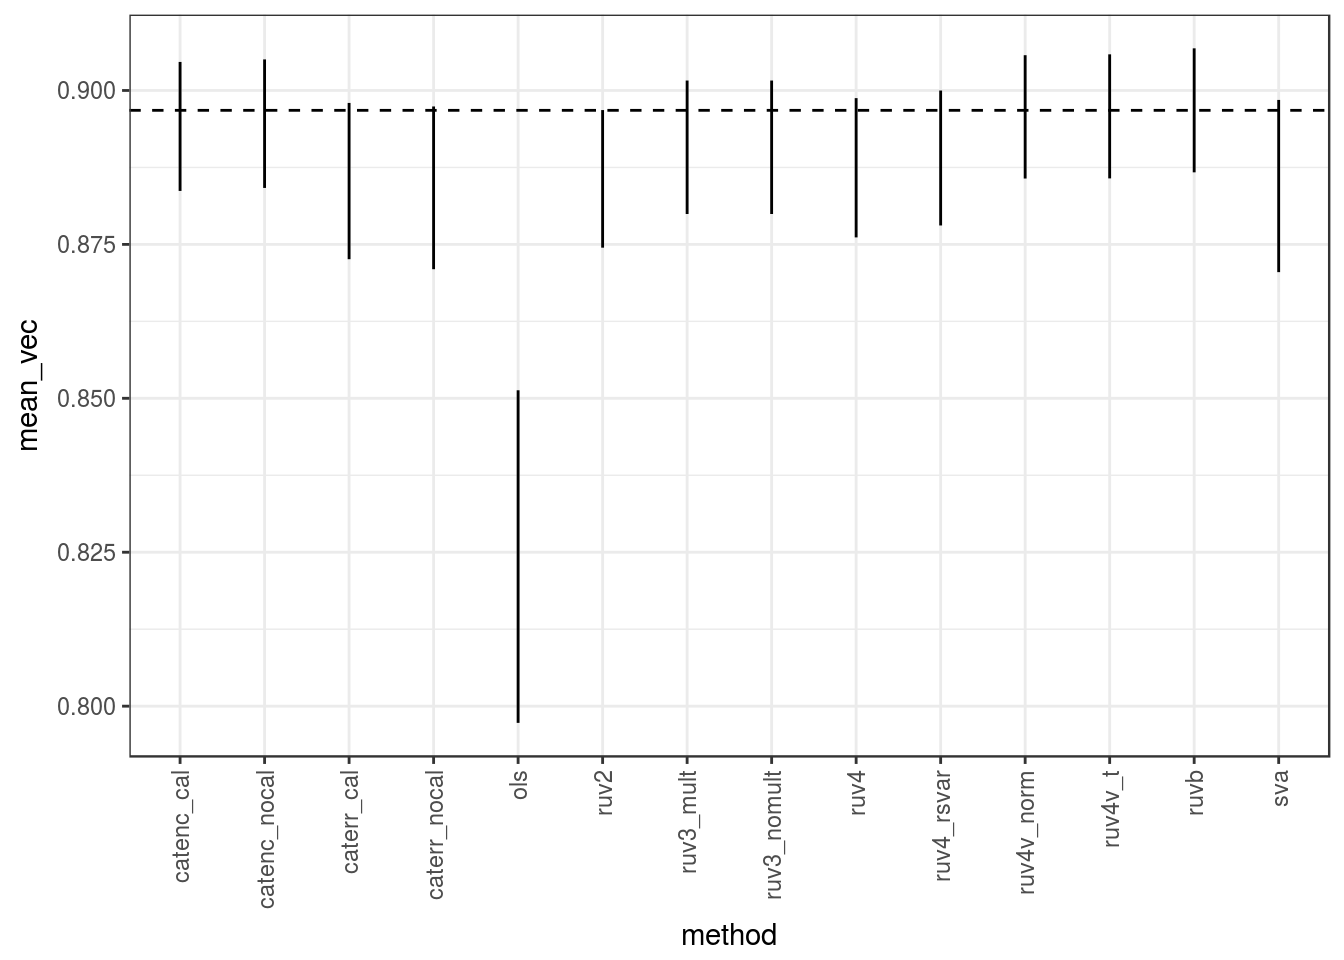 0.900
0.875
0.850
0.825
0.800
mean_vec
catenc_cal
catenc_nocal
caterr_cal
caterr_nocal
ols
ruv2
ruv3_mult
ruv3_nomult
ruv4
ruv4_rsvar
ruv4v_norm
ruv4v_t
ruvb
sva
method